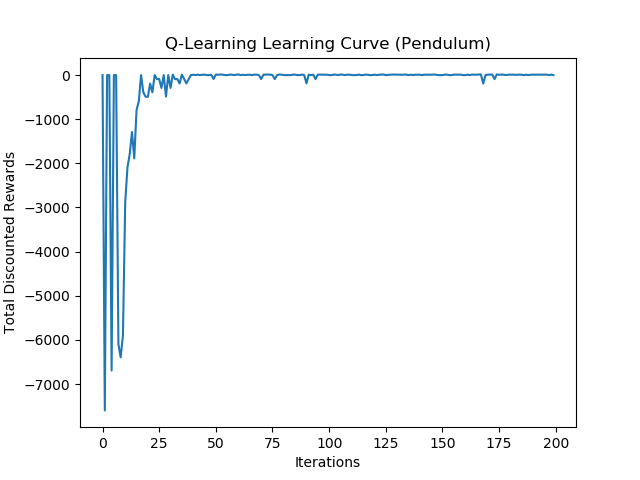 Q-Learning Learning Curve (Pendulum)
Total Discounted Rewards
0
−1000
−2000
−3000
−4000
−5000
−6000
−7000
0 25 50 75 100 125 150 175 200
Iterations